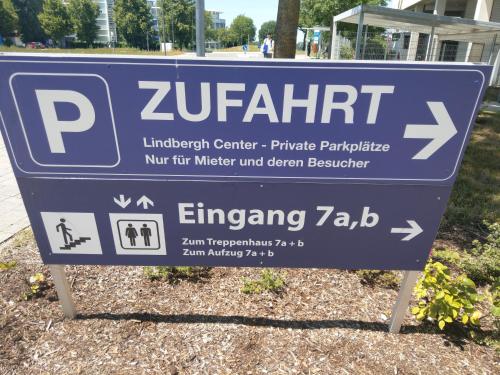 P
ZUFAHRT
Lindbergh Center - Private Parkplätze
Nur für Mieter und deren Besucher
Eingang 7a,b
Zum Treppenhaus 7a + b
Zum Aufzug 7a + b